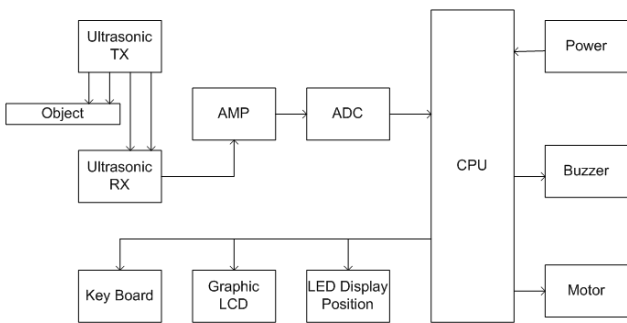 Ultrasonic
TX
Object
Ultrasonic
RX
AMP
ADC
CPU
Power
Buzzer
Motor
Key Board
Graphic
LCD
LED Display
Position